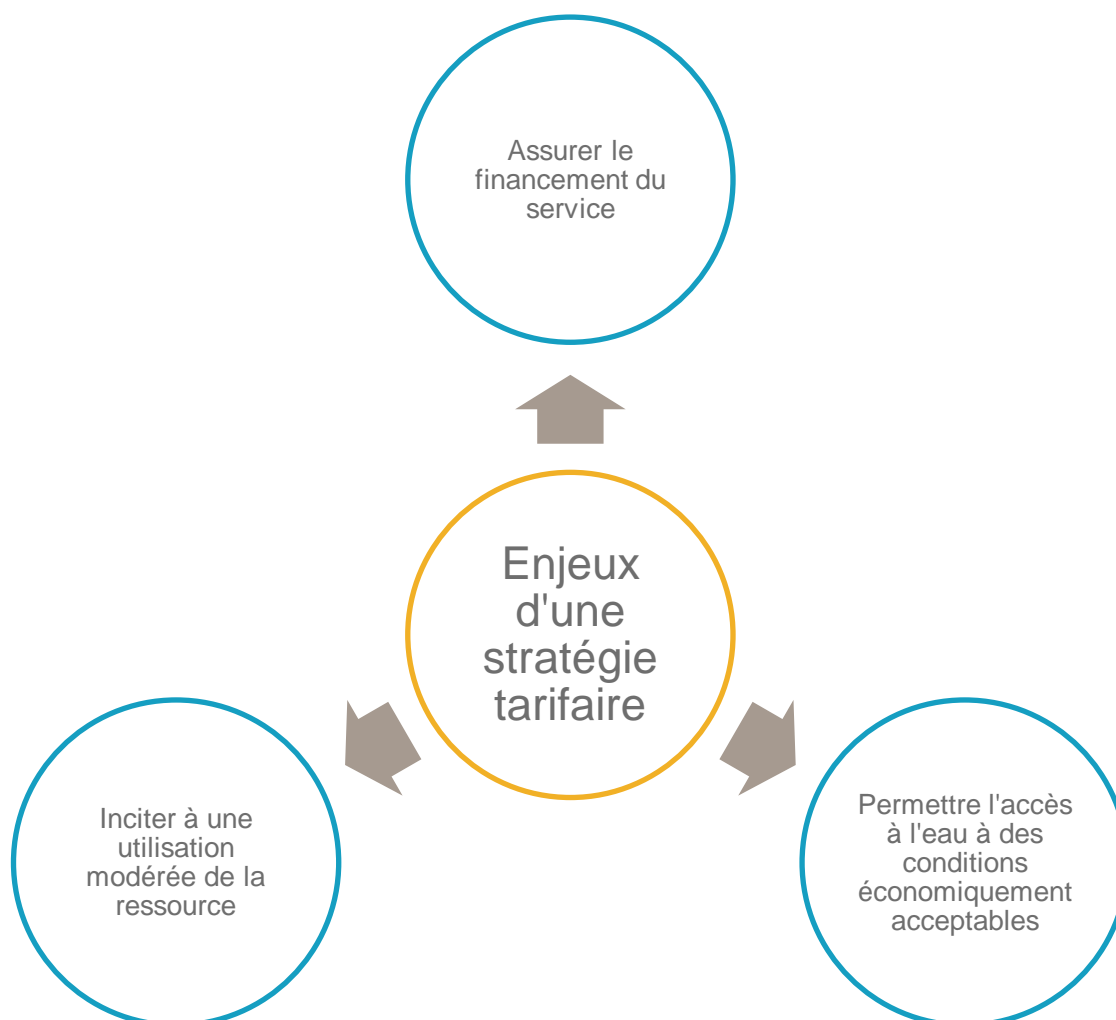 Assurer le
financement du
service
Enjeux
d'une
stratégie
tarifaire
Inciter à une
utilisation
modérée de la
ressource
Permettre l'accès
à l'eau à des
conditions
économiquement
acceptables